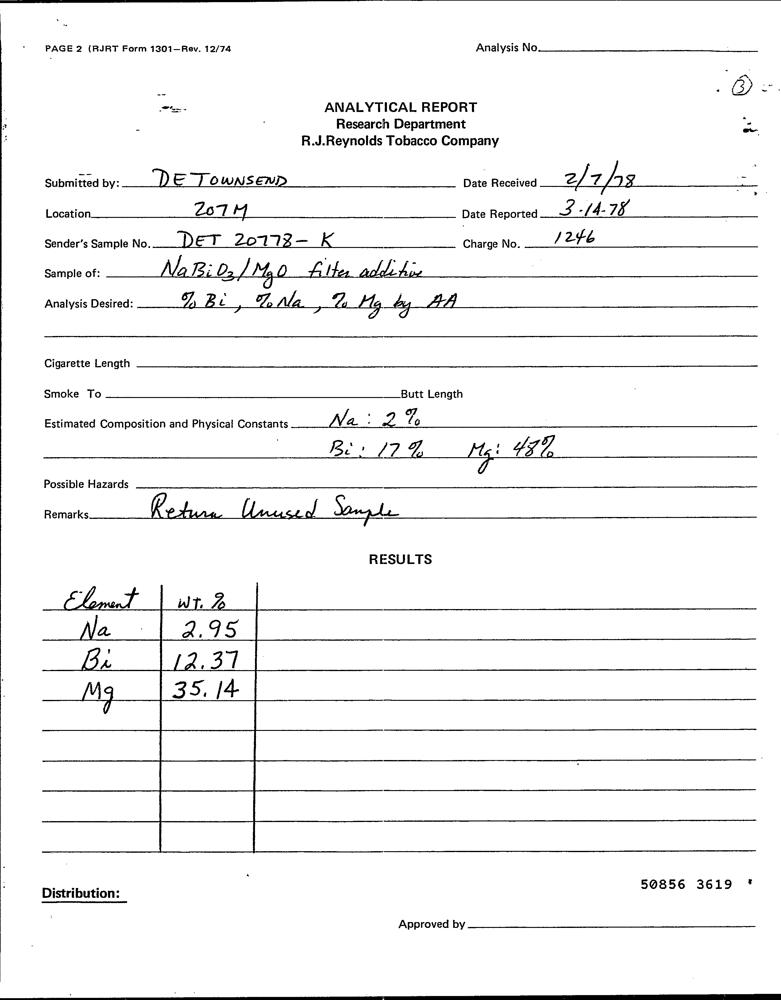 PAGE 2 (RJRT Form 1301—Rev. 12/74
Analysis No.
3
ANALYTICAL REPORT
Research Department
R.J.Reynolds Tobacco Company
Submitted by: DE TOWNSEND Date Received 2/7/78
Location 207 M Date Reported 3-14-78
Sender's Sample No. DET 20778-K Charge No. 1246
Sample of: NaBiO3/MgO filter additive
Analysis Desired: % Bi, % Na, % Mg by AA
Cigarette Length
Smoke To Butt Length
Estimated Composition and Physical Constants Na: 2%
Bi: 17% Mg: 48%
Possible Hazards
Remarks Return Unused Sample
RESULTS
Element WT. %
Na 2.95
Bi 12.37
Mg 35.14
50856 3619
Distribution:
Approved by